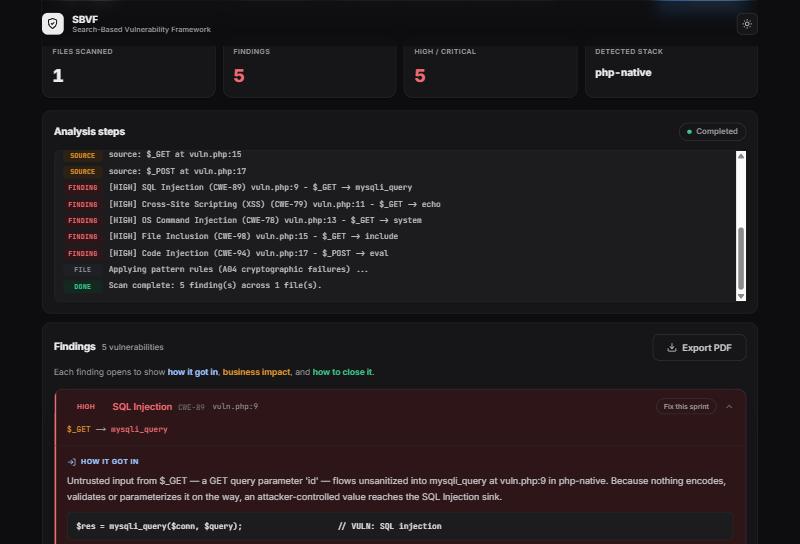 SBVF
Search-Based Vulnerability Framework
FILES SCANNED
FINDINGS
HIGH / CRITICAL
DETECTED STACK
1
5
5
php-native
Analysis steps
Completed
SOURCE source: $_GET at vuln.php:15
SOURCE source: $_POST at vuln.php:17
FINDING [HIGH] SQL Injection (CWE-89) vuln.php:9 - $_GET → mysqli_query
FINDING [HIGH] Cross-Site Scripting (XSS) (CWE-79) vuln.php:11 - $_GET → echo
FINDING [HIGH] OS Command Injection (CWE-78) vuln.php:13 - $_GET → system
FINDING [HIGH] File Inclusion (CWE-98) vuln.php:15 - $_GET → include
FINDING [HIGH] Code Injection (CWE-94) vuln.php:17 - $_POST → eval
FILE Applying pattern rules (A04 cryptographic failures) ...
DONE Scan complete: 5 finding(s) across 1 file(s).
Findings 5 vulnerabilities
Export PDF
Each finding opens to show how it got in, business impact, and how to close it.
HIGH SQL Injection CWE-89 vuln.php:9
Fix this sprint
$_GET → mysqli_query
HOW IT GOT IN
Untrusted input from $_GET — a GET query parameter 'id' — flows unsanitized into mysqli_query at vuln.php:9 in php-native. Because nothing encodes,
validates or parameterizes it on the way, an attacker-controlled value reaches the SQL Injection sink.
$res = mysqli_query($conn, $query); // VULN: SQL injection